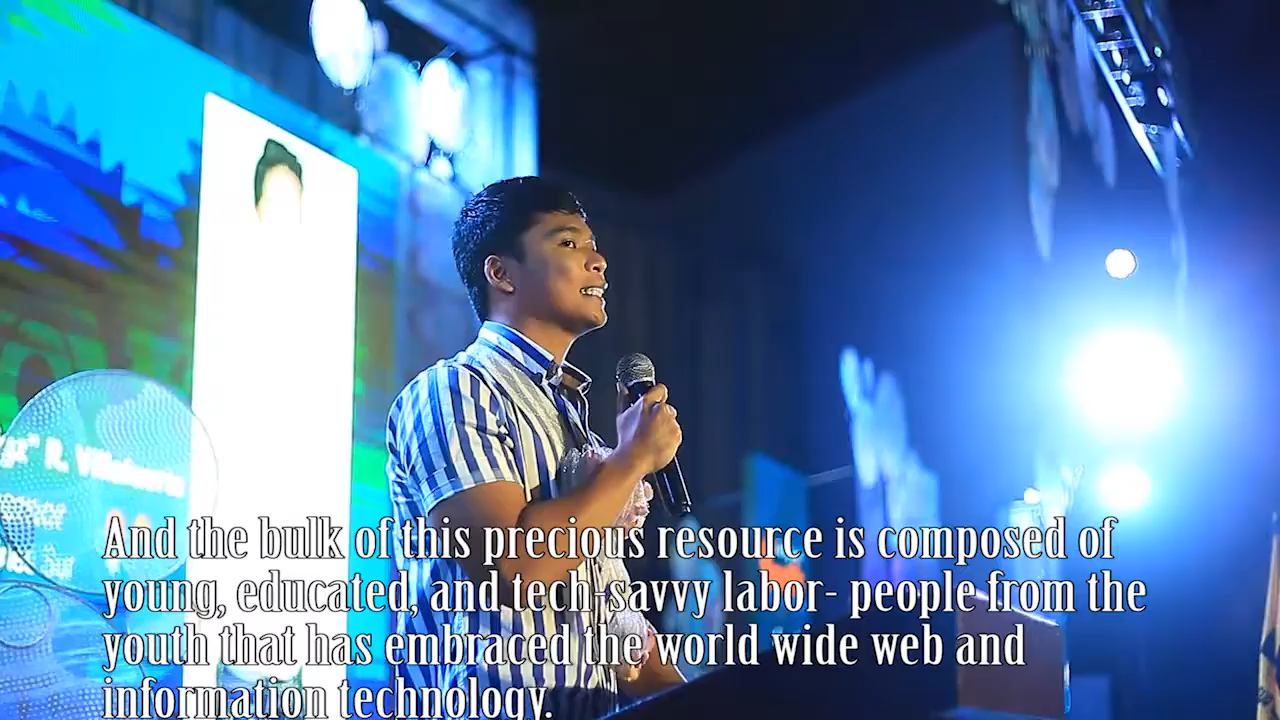 R.
And the bulk of this precious resource is composed of
young, educated, and tech-savvy labor- people from the
youth that has embraced the world wide web and
information technology.